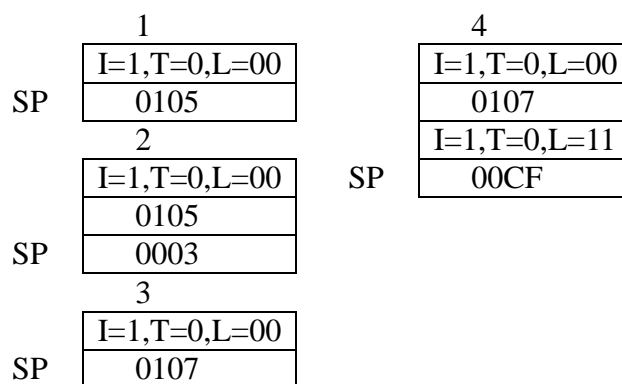 1
I=1,T=0,L=00
SP 0105
2
I=1,T=0,L=00
0105
SP 0003
3
I=1,T=0,L=00
SP 0107
4
I=1,T=0,L=00
0107
I=1,T=0,L=11
SP 00CF